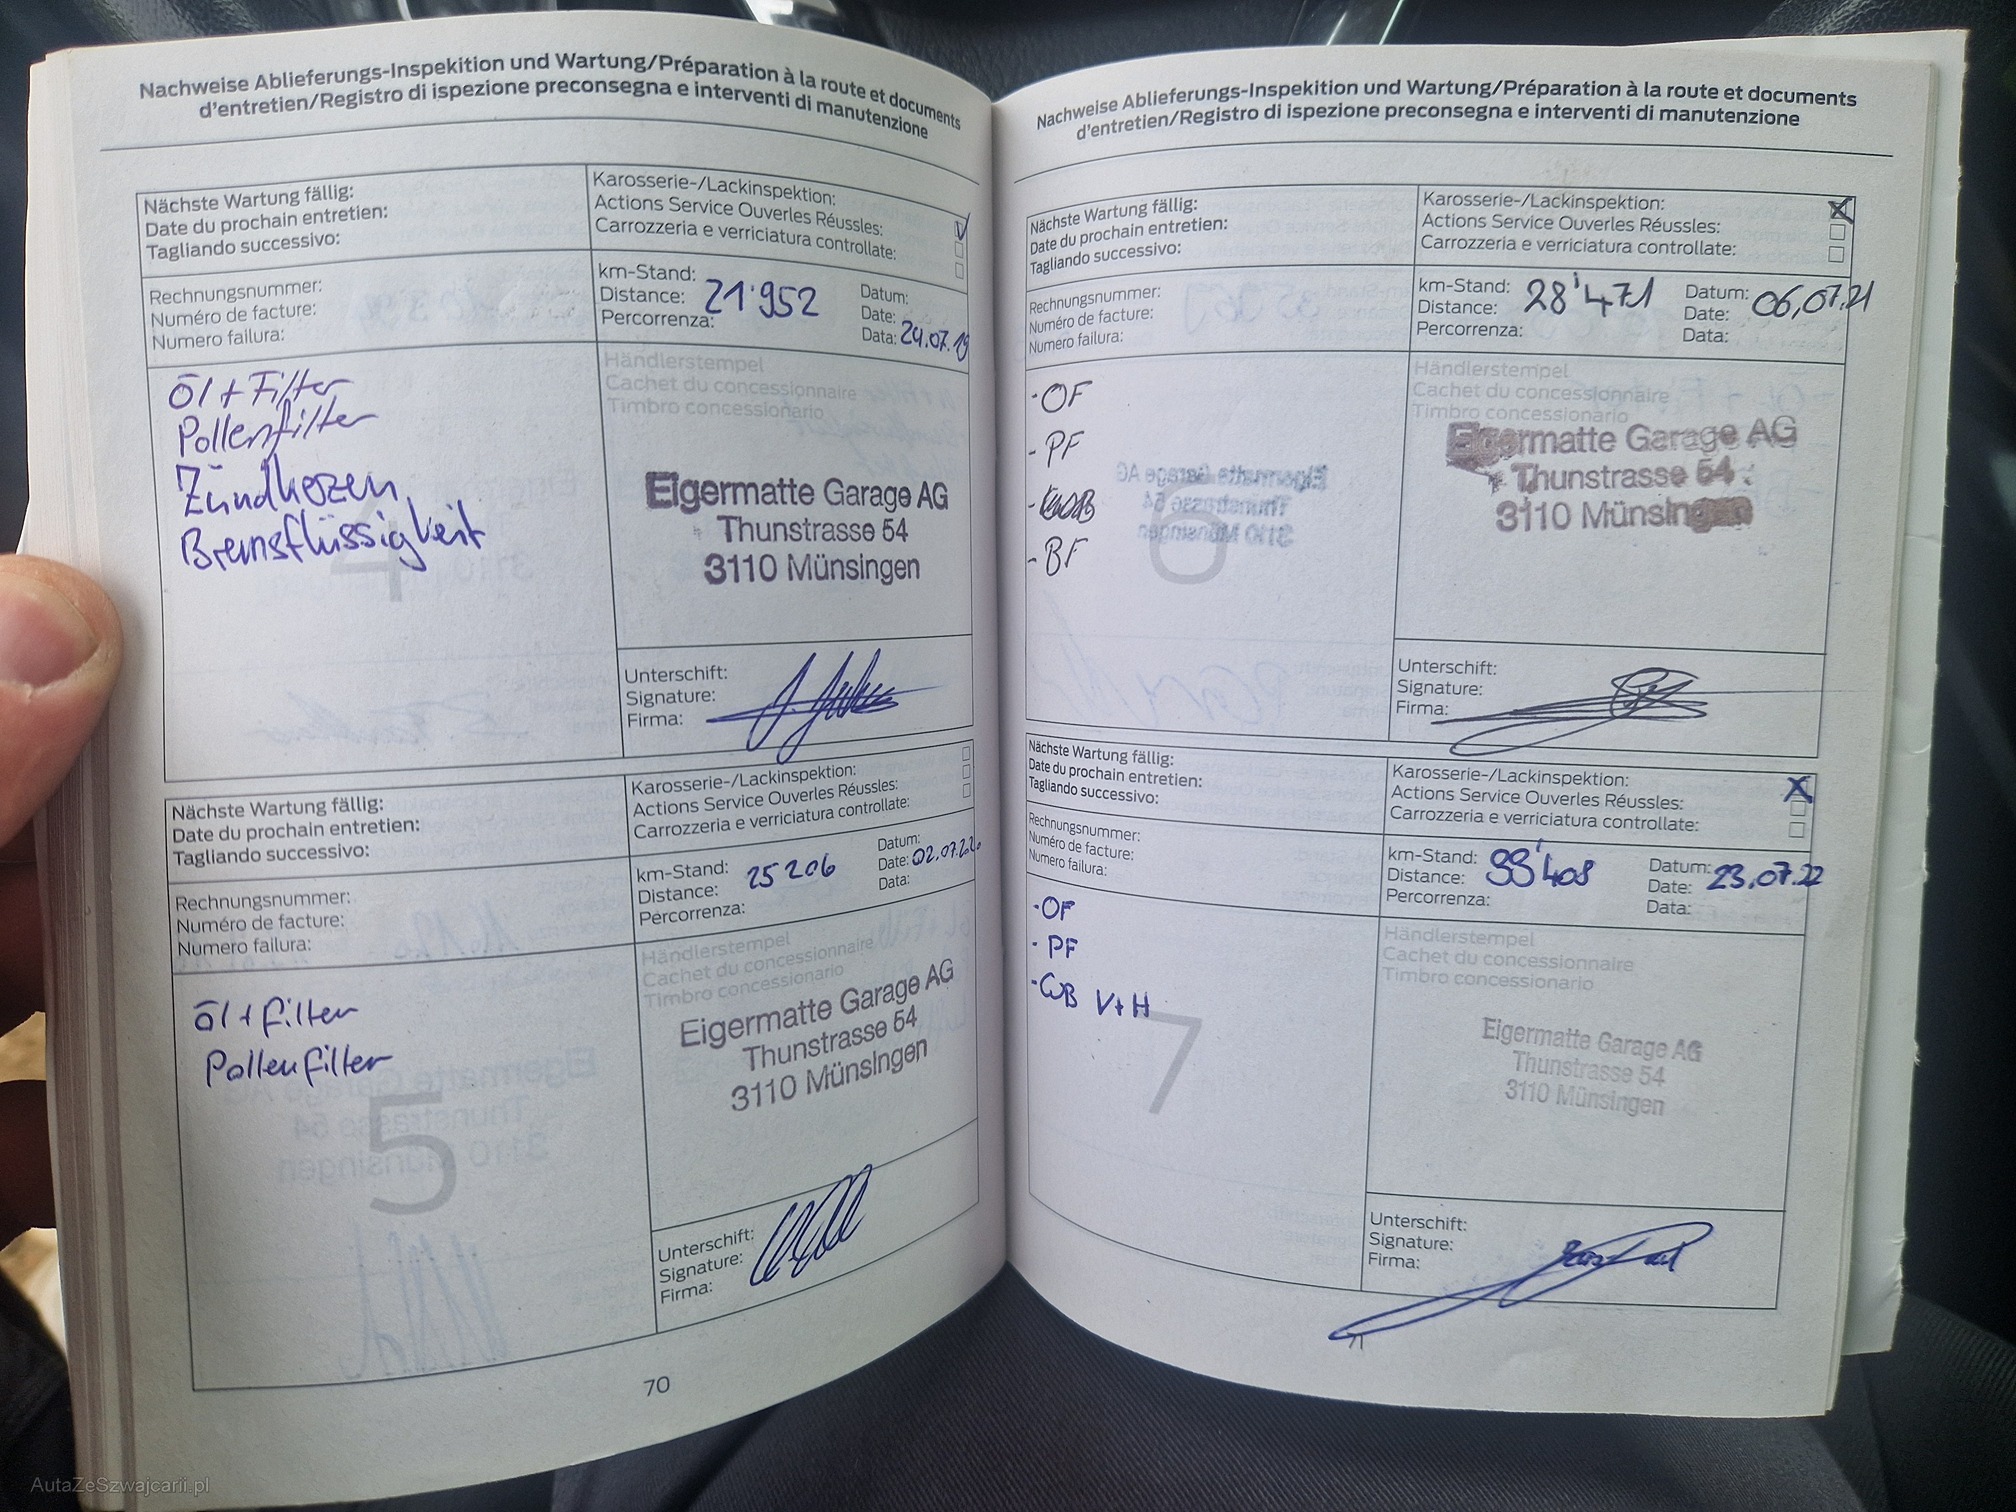 Nachweise Ablieferungs-Inspekition und Wartung/Préparation à la route et documents
d'entretien/Registro di ispezione preconsegna e interventi di manutenzione
Nächste Wartung fällig:
Date du prochain entretien:
Tagliando successivo:
Karosserie-/Lackinspektion:
Actions Service Ouverles Réussles:
Carrozzeria e verriciatura controllate:
Rechnungsnummer:
Numéro de facture:
Numero failura:
km-Stand:
Distance: 21'952
Percorrenza:
Datum:
Date:
Data: 24.07.19
Öl + Filter
Pollenfilter
Zündkerzen
Bremsflüssigkeit
4
Händlerstempel
Cachet du concessionnaire
Timbro concessionario
Eigermatte Garage AG
Thunstrasse 54
3110 Münsingen
Unterschift:
Signature:
Firma:
Nächste Wartung fällig:
Date du prochain entretien:
Tagliando successivo:
Karosserie-/Lackinspektion:
Actions Service Ouverles Réussles:
Carrozzeria e verriciatura controllate:
Rechnungsnummer:
Numéro de facture:
Numero failura:
km-Stand:
Distance: 25206
Percorrenza:
Datum:
Date: 02.07.2020
Data:
Öl + filter
Pollenfilter
5
Händlerstempel
Cachet du concessionnaire
Timbro concessionario
Eigermatte Garage AG
Thunstrasse 54
3110 Münsingen
Unterschift:
Signature:
Firma:
70
Nachweise Ablieferungs-Inspekition und Wartung/Préparation à la route et documents
d'entretien/Registro di ispezione preconsegna e interventi di manutenzione
Nächste Wartung fällig:
Date du prochain entretien:
Tagliando successivo:
Karosserie-/Lackinspektion:
Actions Service Ouverles Réussles:
Carrozzeria e verriciatura controllate:
Rechnungsnummer:
Numéro de facture:
Numero failura:
km-Stand:
Distance: 28'471
Percorrenza:
Datum: 06.07.21
Date:
Data:
- OF
- PF
- BF
6
Händlerstempel
Cachet du concessionnaire
Timbro concessionario
Eigermatte Garage AG
Thunstrasse 54
3110 Münsingen
Unterschift:
Signature:
Firma:
Nächste Wartung fällig:
Date du prochain entretien:
Tagliando successivo:
Karosserie-/Lackinspektion:
Actions Service Ouverles Réussles:
Carrozzeria e verriciatura controllate:
Rechnungsnummer:
Numéro de facture:
Numero failura:
km-Stand:
Distance:
Percorrenza:
Datum: 23.07.22
Date:
Data:
- OF
- PF
- WB V+H
7
Händlerstempel
Cachet du concessionnaire
Timbro concessionario
Eigermatte Garage AG
Thunstrasse 54
3110 Münsingen
Unterschift:
Signature:
Firma:
71
AutaZeSzwajcarii.pl